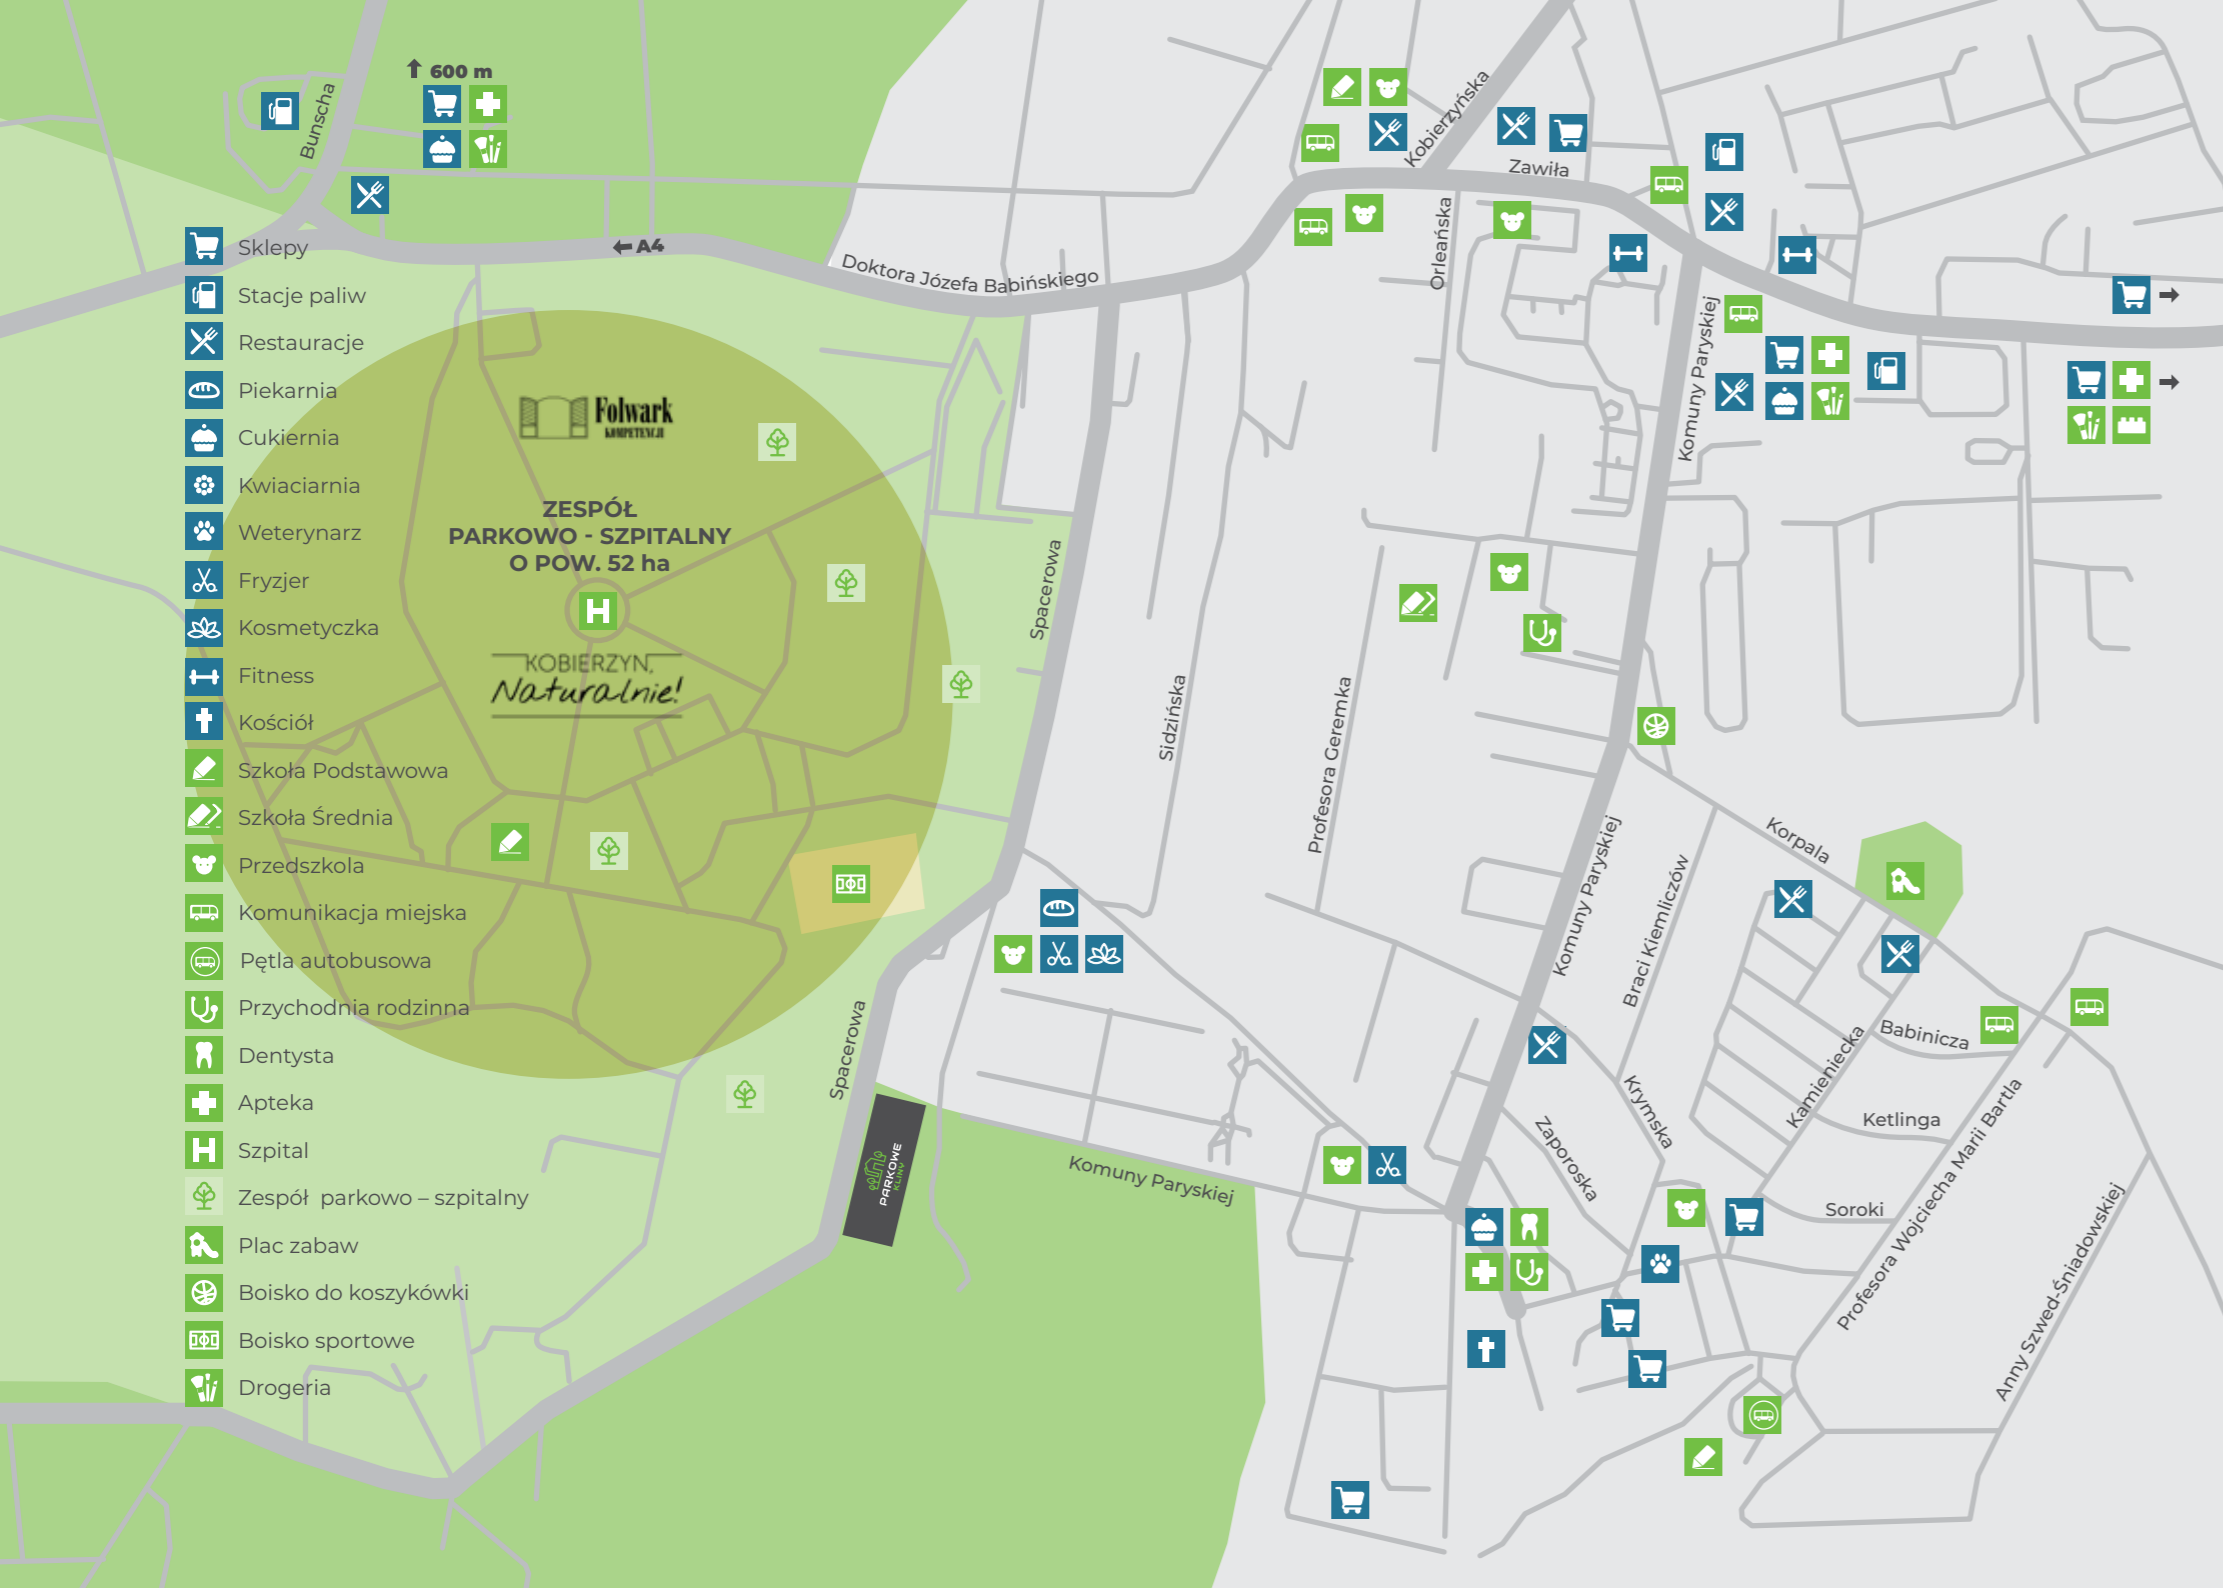 600 m
Bunscha
A4
Doktora Józefa Babińskiego
Kobierzyńska
Zawiła
Orleańska
Komuny Paryskiej
Sklepy
Stacje paliw
Restauracje
Piekarnia
Cukiernia
Kwiaciarnia
Weterynarz
Fryzjer
Kosmetyczka
Fitness
Kościół
Szkoła Podstawowa
Szkoła Średnia
Przedszkola
Komunikacja miejska
Pętla autobusowa
Przychodnia rodzinna
Dentysta
Apteka
Szpital
Zespół parkowo – szpitalny
Plac zabaw
Boisko do koszykówki
Boisko sportowe
Drogeria
Folwark
KOMPETENCJI
ZESPÓŁ
PARKOWO - SZPITALNY
O POW. 52 ha
H
KOBIERZYN,
Naturalnie!
Spacerowa
Sidzińska
Profesora Geremka
Komuny Paryskiej
Braci Kiemliczów
Korpala
Spacerowa
PARKOWE
KLINY
Komuny Paryskiej
Zaporoska
Krymska
Kamieniecka
Babinicza
Ketlinga
Soroki
Profesora Wojciecha Marii Bartla
Anny Szwed-Śniadowskiej